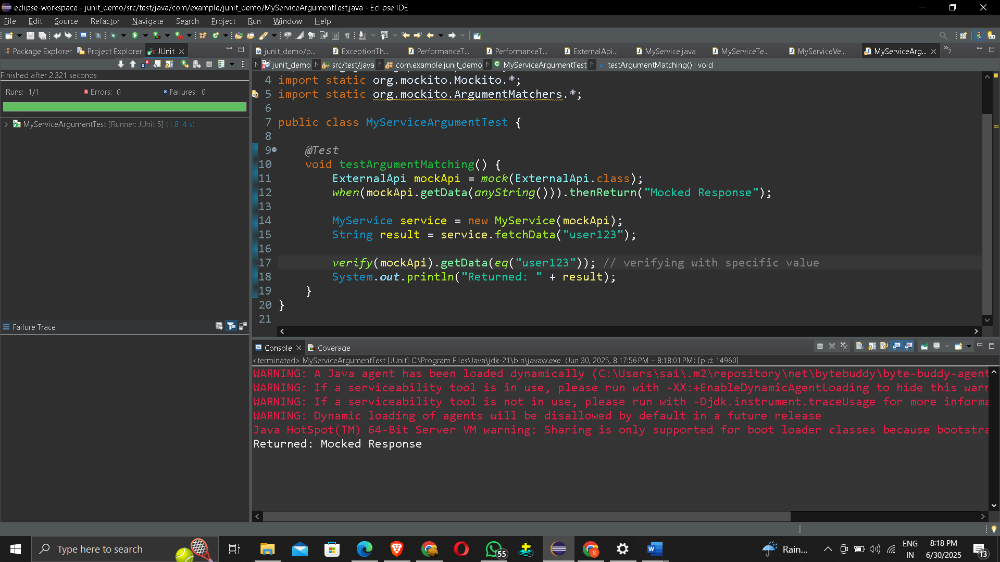 eclipse-workspace - junit_demo/src/test/java/com/example/junit_demo/MyServiceArgumentTest.java - Eclipse IDE
File Edit Source Refactor Navigate Search Project Run Window Help
Package Explorer Project Explorer JUnit
junit_demo/p... ExceptionTh... PerformanceT... PerformanceT... ExternalApi... MyService.java MyServiceTe... MyServiceVe... MyServiceArg... »7
junit_demo src/test/java com.example.junit_demo MyServiceArgumentTest testArgumentMatching() : void
Finished after 2.321 seconds
Runs: 1/1 Errors: 0 Failures: 0
MyServiceArgumentTest [Runner: JUnit 5] (1.814 s)
Failure Trace
4 import static org.mockito.Mockito.*;
5 import static org.mockito.ArgumentMatchers.*;
6
7 public class MyServiceArgumentTest {
8
9 @Test
10 void testArgumentMatching() {
11 ExternalApi mockApi = mock(ExternalApi.class);
12 when(mockApi.getData(anyString())).thenReturn("Mocked Response");
13
14 MyService service = new MyService(mockApi);
15 String result = service.fetchData("user123");
16
17 verify(mockApi).getData(eq("user123")); // verifying with specific value
18 System.out.println("Returned: " + result);
19 }
20 }
21
Console Coverage
<terminated> MyServiceArgumentTest [JUnit] C:\Program Files\Java\jdk-21\bin\javaw.exe (Jun 30, 2025, 8:17:56 PM – 8:18:01 PM) [pid: 14960]
WARNING: A Java agent has been loaded dynamically (C:\Users\sai\.m2\repository\net\bytebuddy\byte-buddy-agent
WARNING: If a serviceability tool is in use, please run with -XX:+EnableDynamicAgentLoading to hide this warn
WARNING: If a serviceability tool is not in use, please run with -Djdk.instrument.traceUsage for more informa
WARNING: Dynamic loading of agents will be disallowed by default in a future release
Java HotSpot(TM) 64-Bit Server VM warning: Sharing is only supported for boot loader classes because bootstra
Returned: Mocked Response
Type here to search
55
Rain...
ENG
IN
8:18 PM
6/30/2025
13